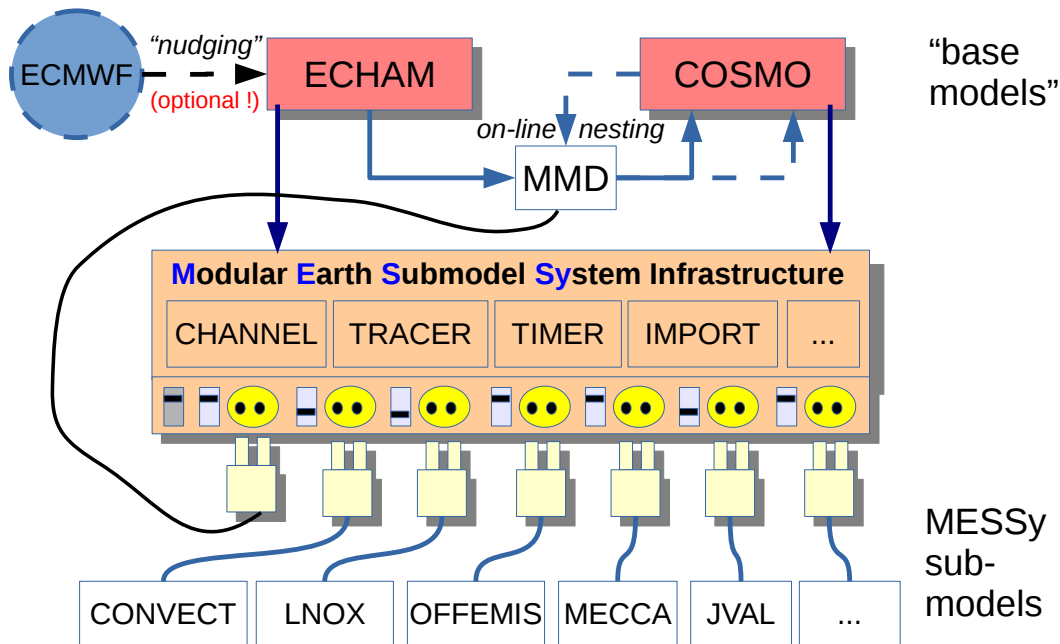 ECMWF
“nudging”
(optional !)
ECHAM
COSMO
“base
models”
on-line nesting
MMD
Modular Earth Submodel System Infrastructure
CHANNEL
TRACER
TIMER
IMPORT
...
MESSy
sub-
models
CONVECT
LNOX
OFFEMIS
MECCA
JVAL
...